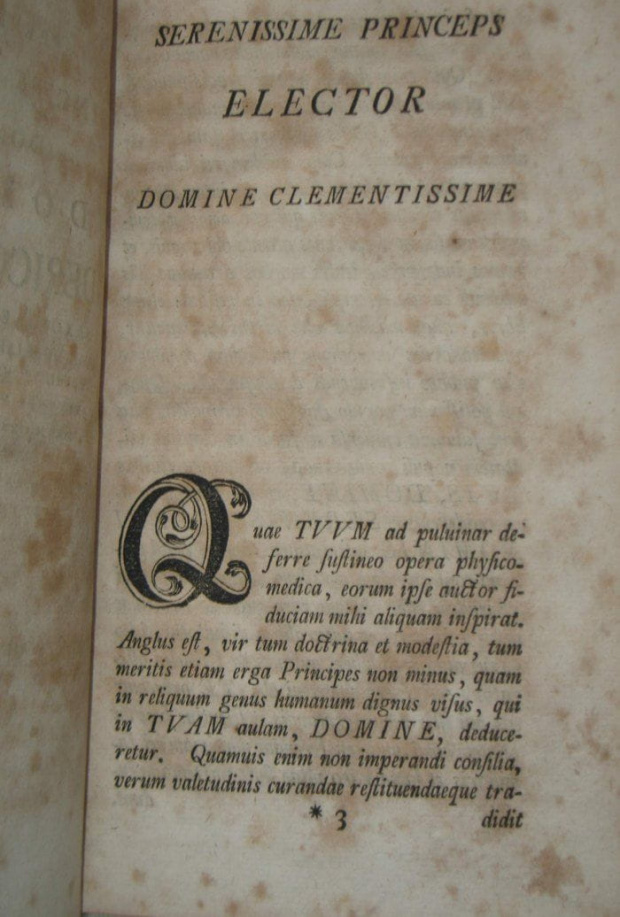 SERENISSIME PRINCEPS
ELECTOR
DOMINE CLEMENTISSIME
Quae TVVM ad puluinar de-
ferre ſuſtineo opera phyſico-
medica, eorum ipſe auctor fi-
duciam mihi aliquam inſpirat.
Anglus eſt, vir tum doctrina et modeſtia, tum
meritis etiam erga Principes non minus, quam
in reliquum genus humanum dignus viſus, qui
in TVAM aulam, DOMINE, deduce-
retur. Quamuis enim non imperandi conſilia,
verum valetudinis curandae reſtituendaeque tra-
* 3 didit